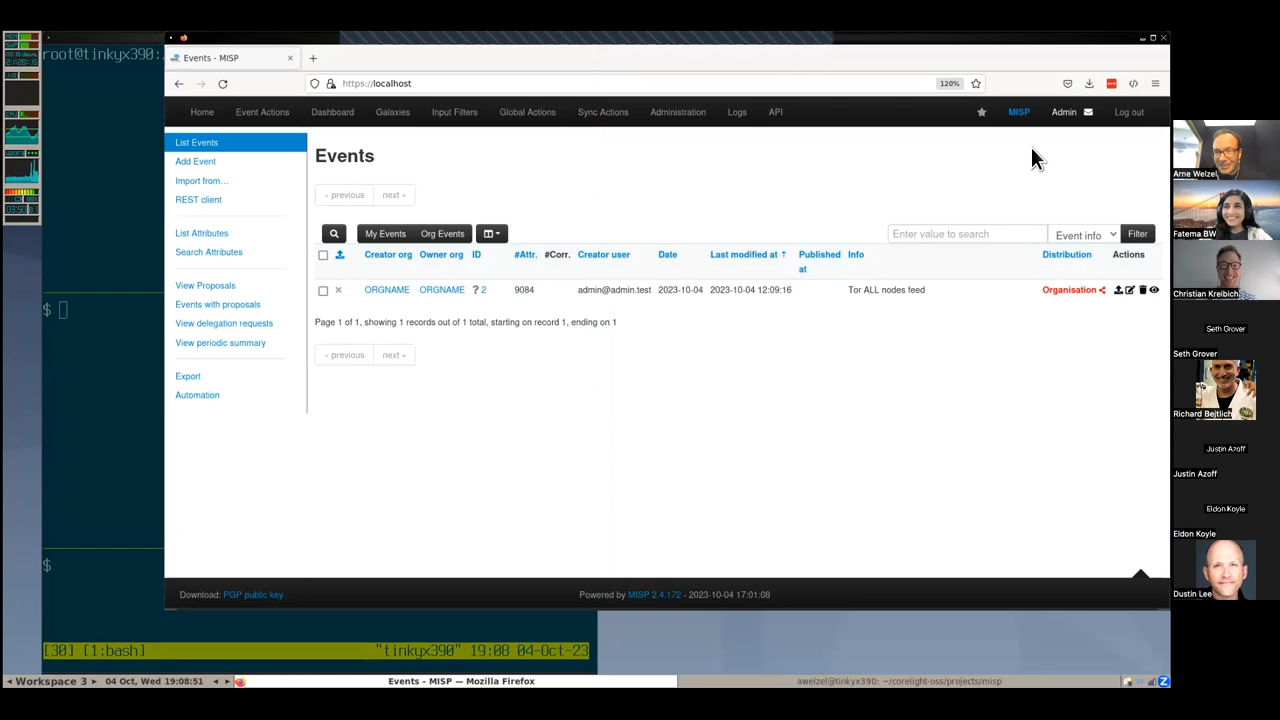 root@tinkyx390:
Events - MISP
https://localhost
120%
Home Event Actions Dashboard Galaxies Input Filters Global Actions Sync Actions Administration Logs API MISP Admin Log out
List Events
Add Event
Import from…
REST client
List Attributes
Search Attributes
View Proposals
Events with proposals
View delegation requests
View periodic summary
Export
Automation
Events
« previous next »
My Events Org Events Enter value to search Event info Filter
Creator org Owner org ID #Attr. #Corr. Creator user Date Last modified at ↑ Published at Info Distribution Actions
ORGNAME ORGNAME ? 2 9084 admin@admin.test 2023-10-04 2023-10-04 12:09:16 Tor ALL nodes feed Organisation
Page 1 of 1, showing 1 records out of 1 total, starting on record 1, ending on 1
« previous next »
Download: PGP public key Powered by MISP 2.4.172 - 2023-10-04 17:01:08
$
$
[30] [1:bash] "tinkyx390" 19:08 04-Oct-23
Workspace 3 04 Oct, Wed 19:08:51 Events - MISP — Mozilla Firefox awelzel@tinkyx390: ~/corelight-oss/projects/misp
Arne Welzel
Fatema BW
Christian Kreibich
Seth Grover
Seth Grover
Richard Bejtlich
Justin Azoff
Justin Azoff
Eldon Koyle
Eldon Koyle
Dustin Lee